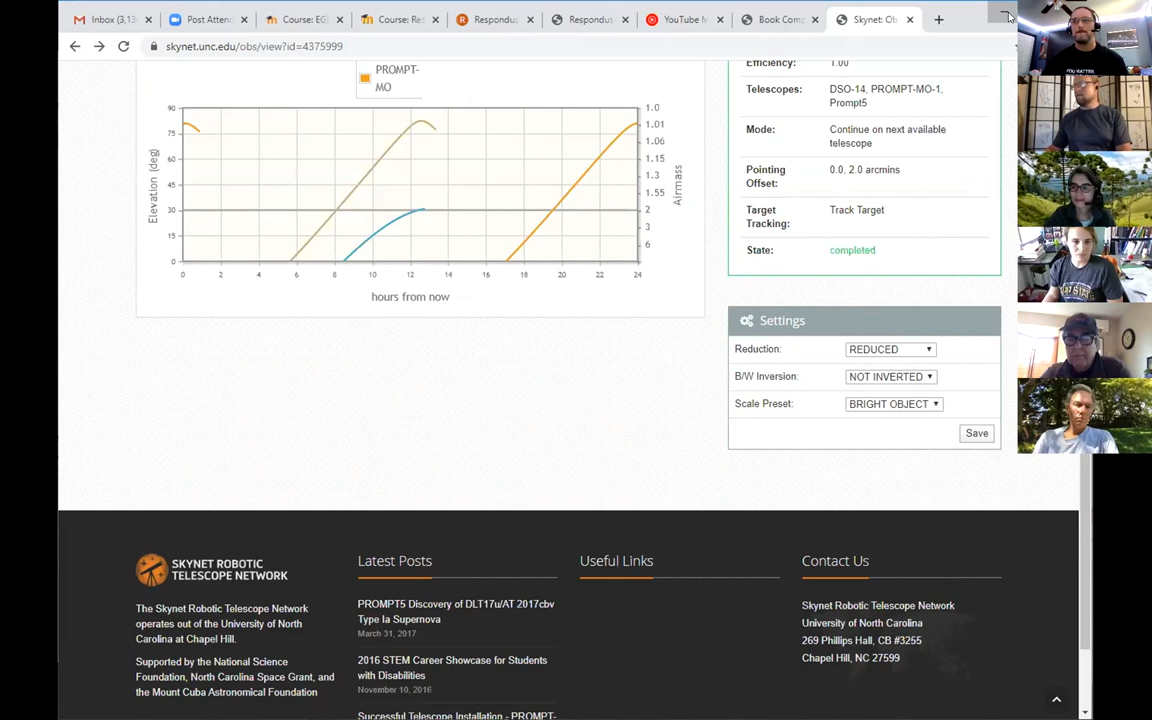 Inbox (3,13
Post Atten
Course: EG
Course: Re
Respondus
Respondus
YouTube M
Book Com
Skynet: Ob
skynet.unc.edu/obs/view?id=4375999
PROMPT-
MO
90
75
60
45
30
15
0
Elevation (deg)
1.0
1.01
1.06
1.15
1.3
1.55
2
3
6
Airmass
0 2 4 6 8 10 12 14 16 18 20 22 24
hours from now
Efficiency: 1.00
Telescopes: DSO-14, PROMPT-MO-1,
Prompt5
Mode: Continue on next available
telescope
Pointing 0.0, 2.0 arcmins
Offset:
Target Track Target
Tracking:
State: completed
Settings
Reduction: REDUCED
B/W Inversion: NOT INVERTED
Scale Preset: BRIGHT OBJECT
Save
SKYNET ROBOTIC
TELESCOPE NETWORK
The Skynet Robotic Telescope Network
operates out of the University of North
Carolina at Chapel Hill.
Supported by the National Science
Foundation, North Carolina Space Grant, and
the Mount Cuba Astronomical Foundation
Latest Posts
PROMPT5 Discovery of DLT17u/AT 2017cbv
Type Ia Supernova
March 31, 2017
2016 STEM Career Showcase for Students
with Disabilities
November 10, 2016
Successful Telescope Installation - PROMPT-
Useful Links
Contact Us
Skynet Robotic Telescope Network
University of North Carolina
269 Phillips Hall, CB #3255
Chapel Hill, NC 27599